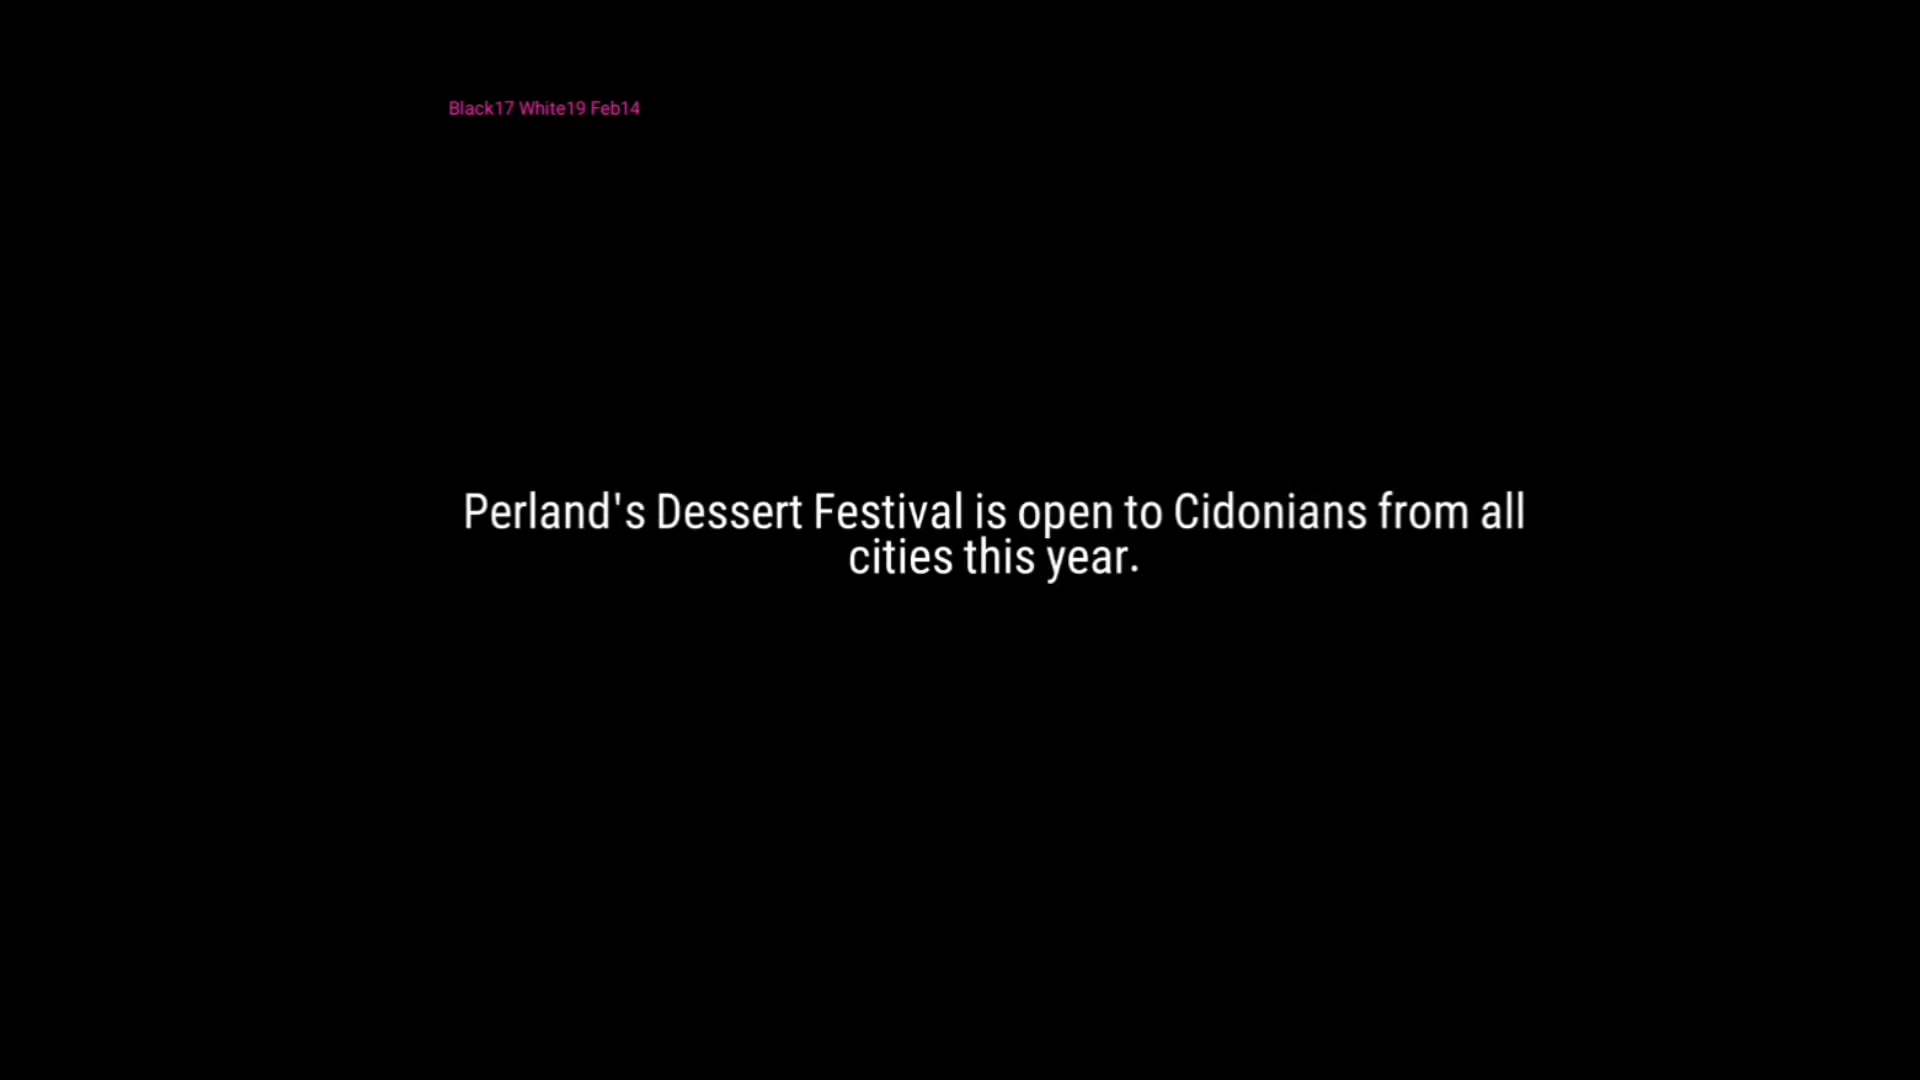 Black17 White19 Feb14
Perland's Dessert Festival is open to Cidonians from all
cities this year.